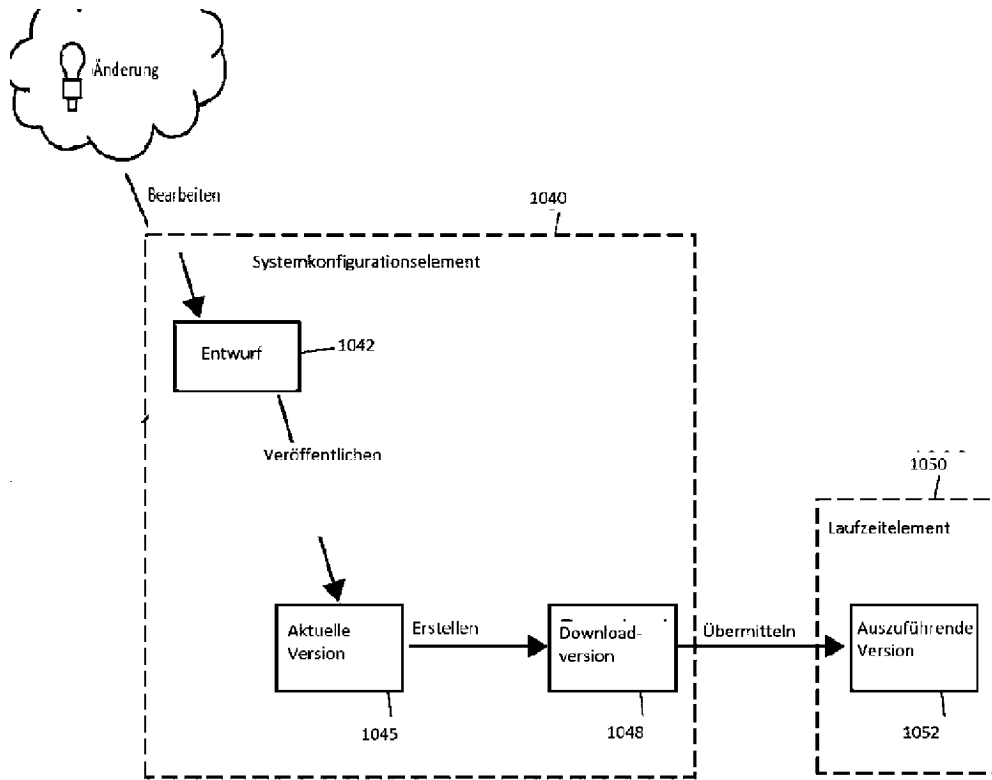 Änderung
Bearbeiten
1040
Systemkonfigurationselement
Entwurf
1042
Veröffentlichen
1050
Laufzeitelement
Aktuelle
Version
Erstellen
Download-
version
Übermitteln
Auszuführende
Version
1045
1048
1052